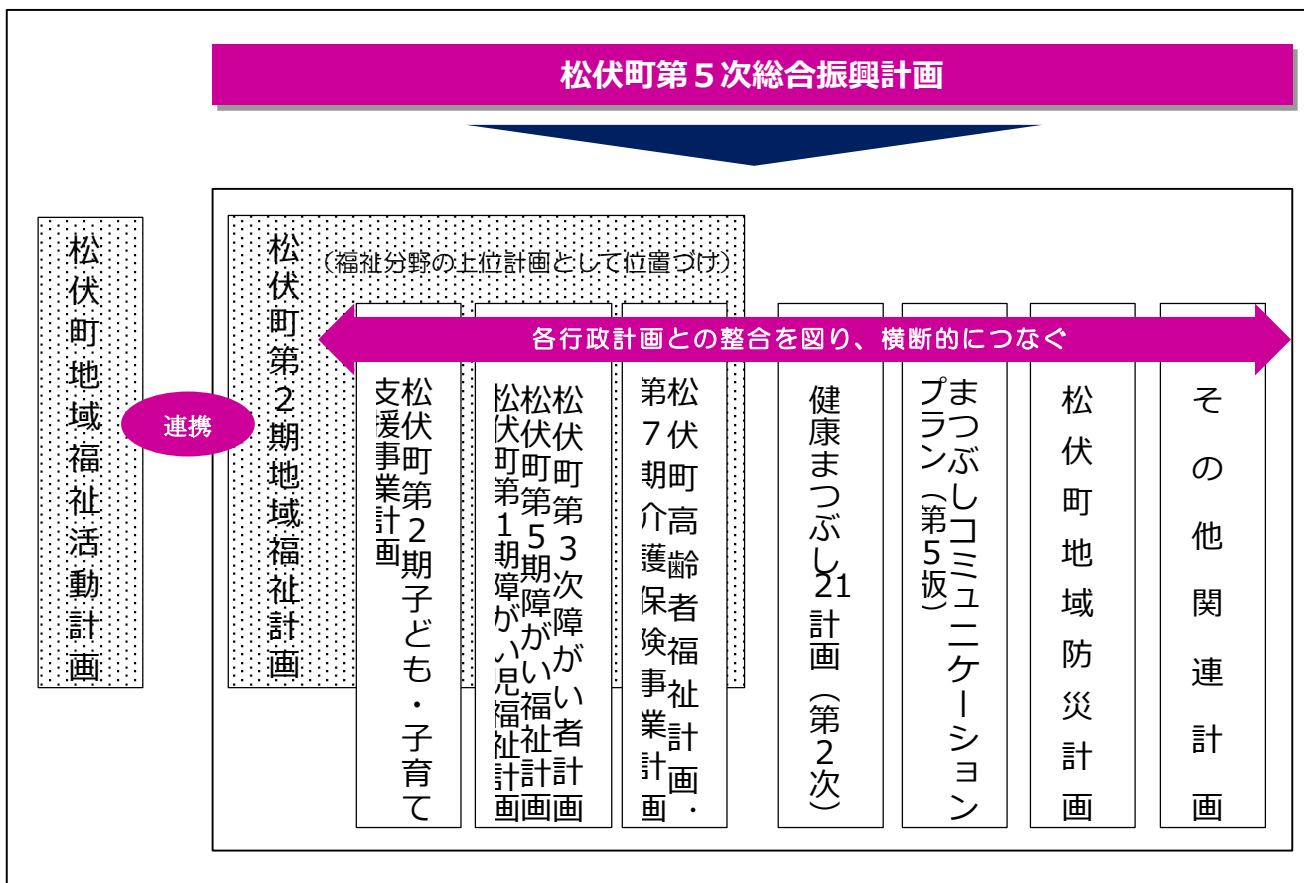 松伏町第５次総合振興計画
松伏町地域福祉活動計画
連携
松伏町第２期地域福祉計画
（福祉分野の上位計画として位置づけ）
各行政計画との整合を図り、横断的につなぐ
松伏町第２期子ども・子育て
支援事業計画
松伏町第３次障がい者計画
松伏町第５期障がい福祉計画
松伏町第１期障がい児福祉計画
松伏町高齢者福祉計画・
第７期介護保険事業計画
健康まつぶし21計画（第２次）
まつぶしコミュニケーション
プラン（第５版）
松伏町地域防災計画
その他関連計画